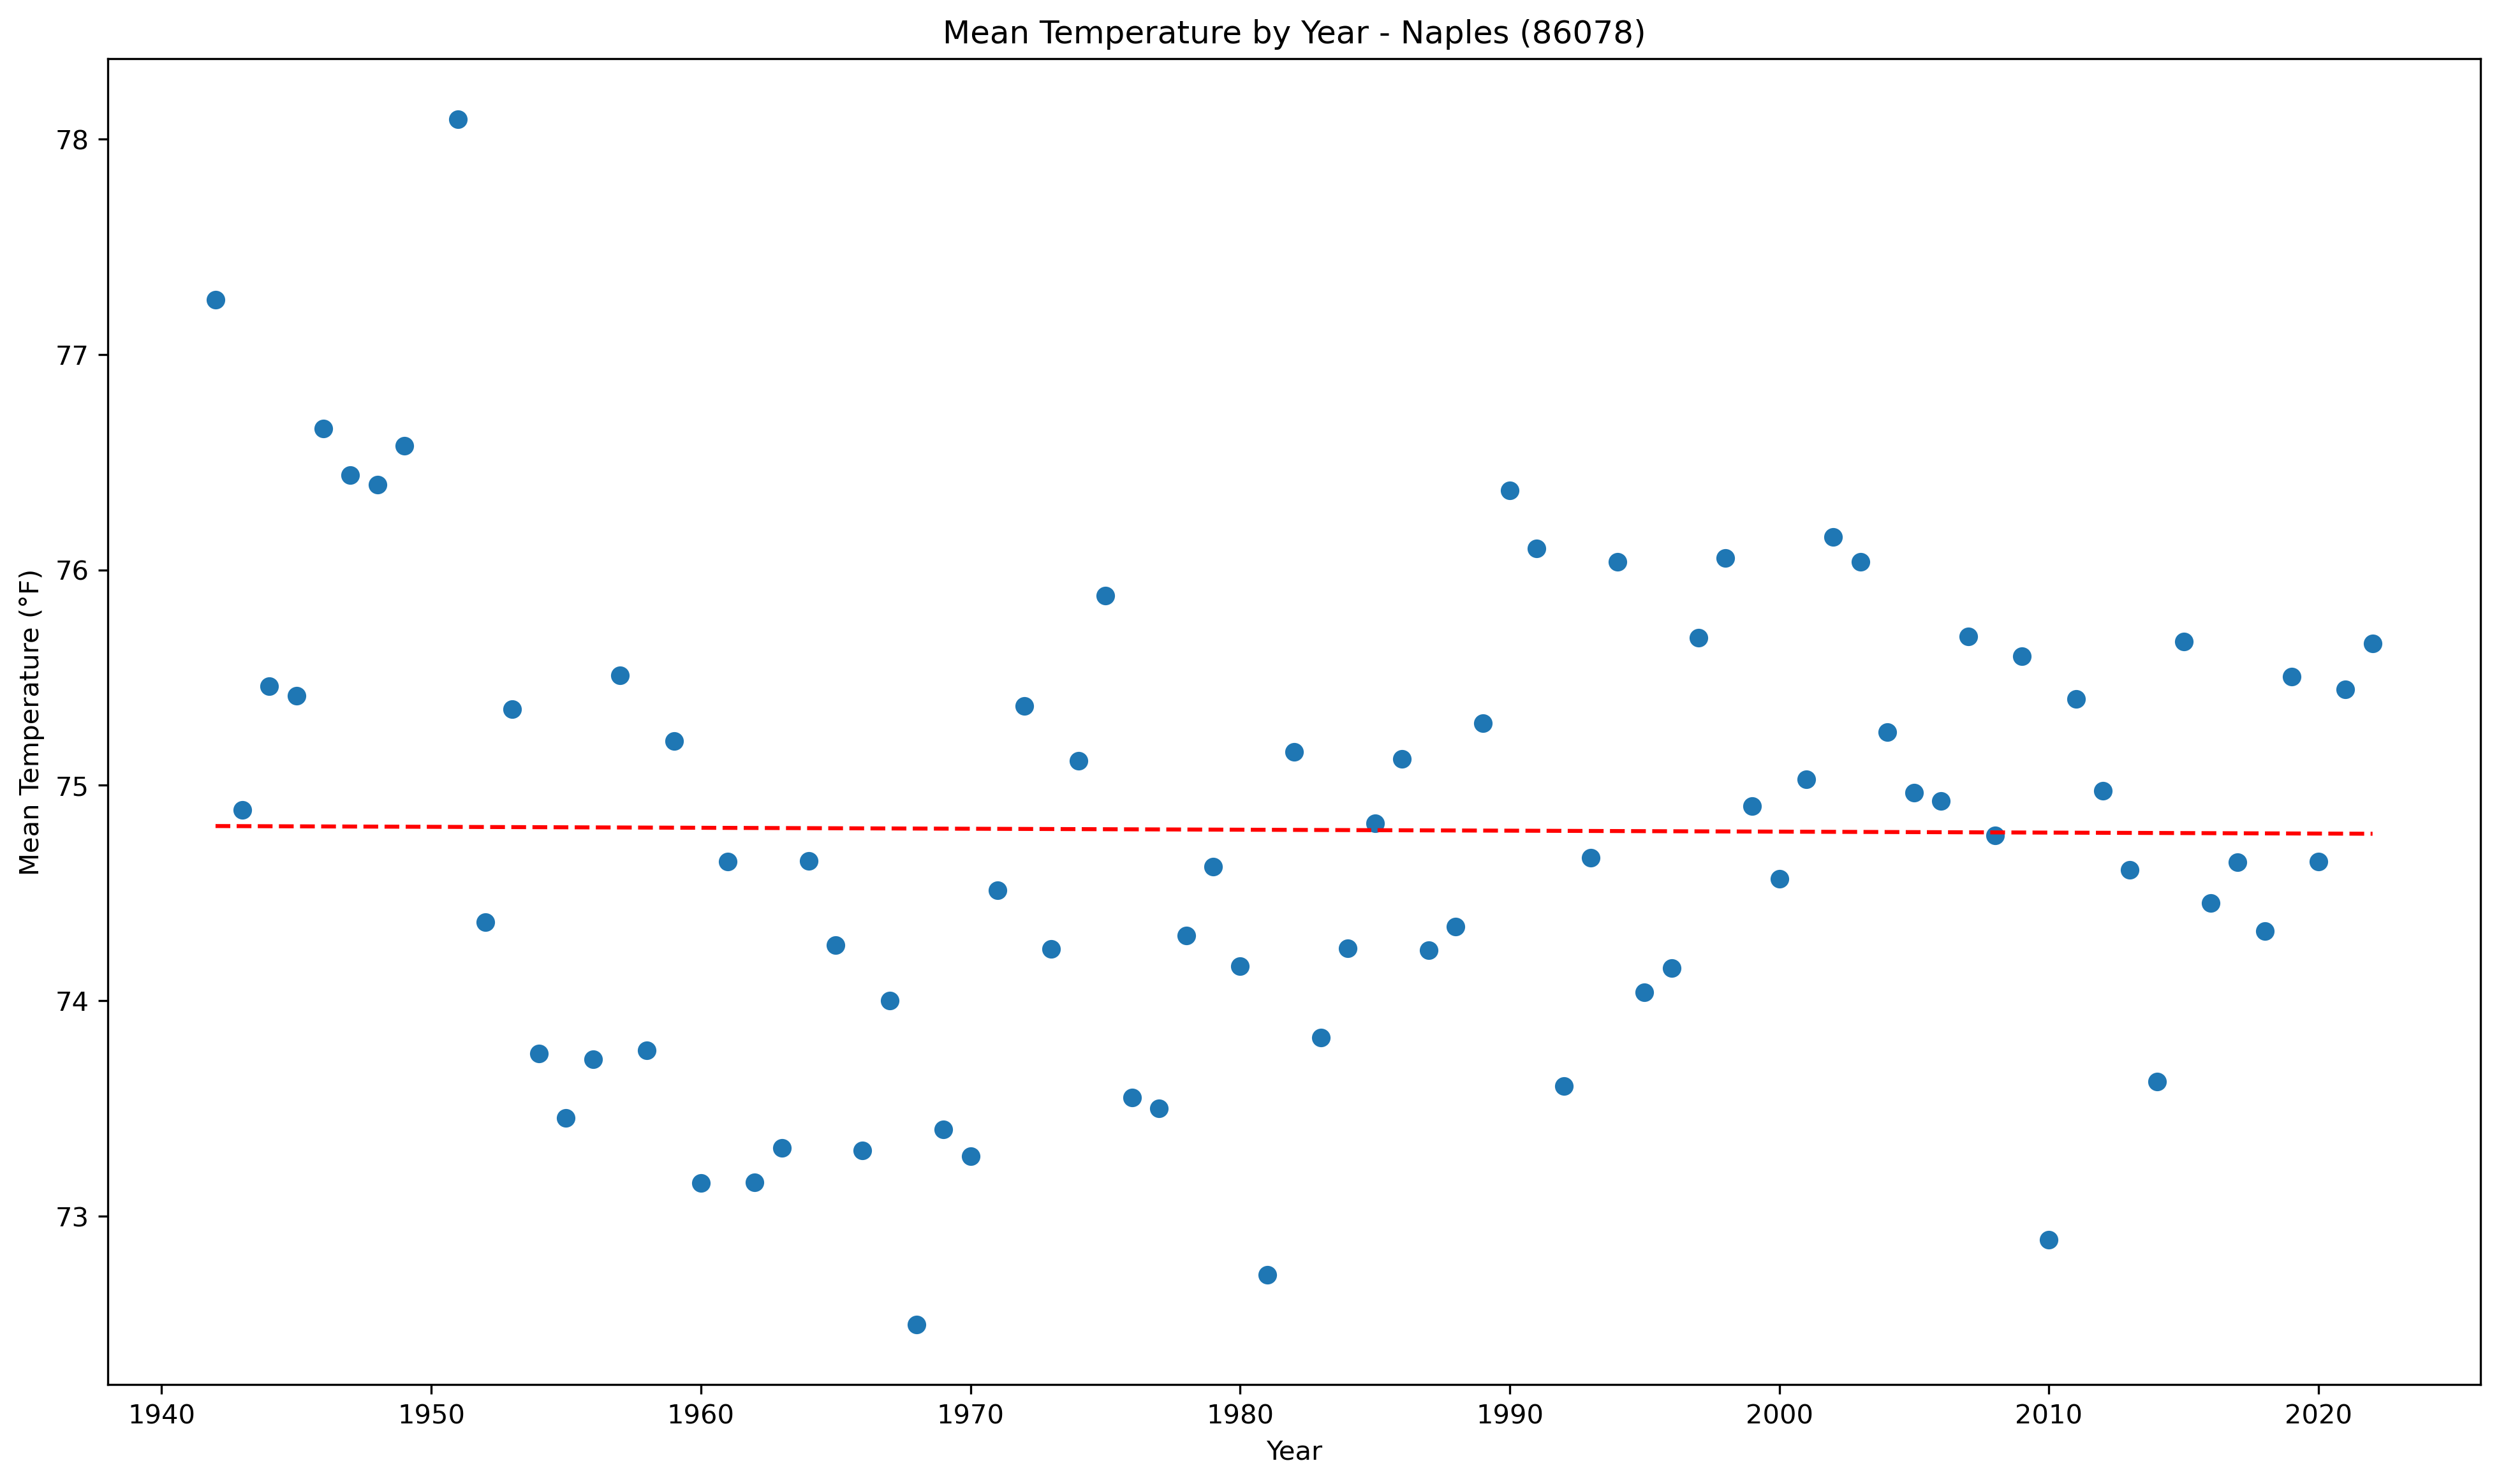 Mean Temperature by Year - Naples (86078)
Mean Temperature (°F)
78
77
76
75
74
73
1940 1950 1960 1970 1980 1990 2000 2010 2020
Year